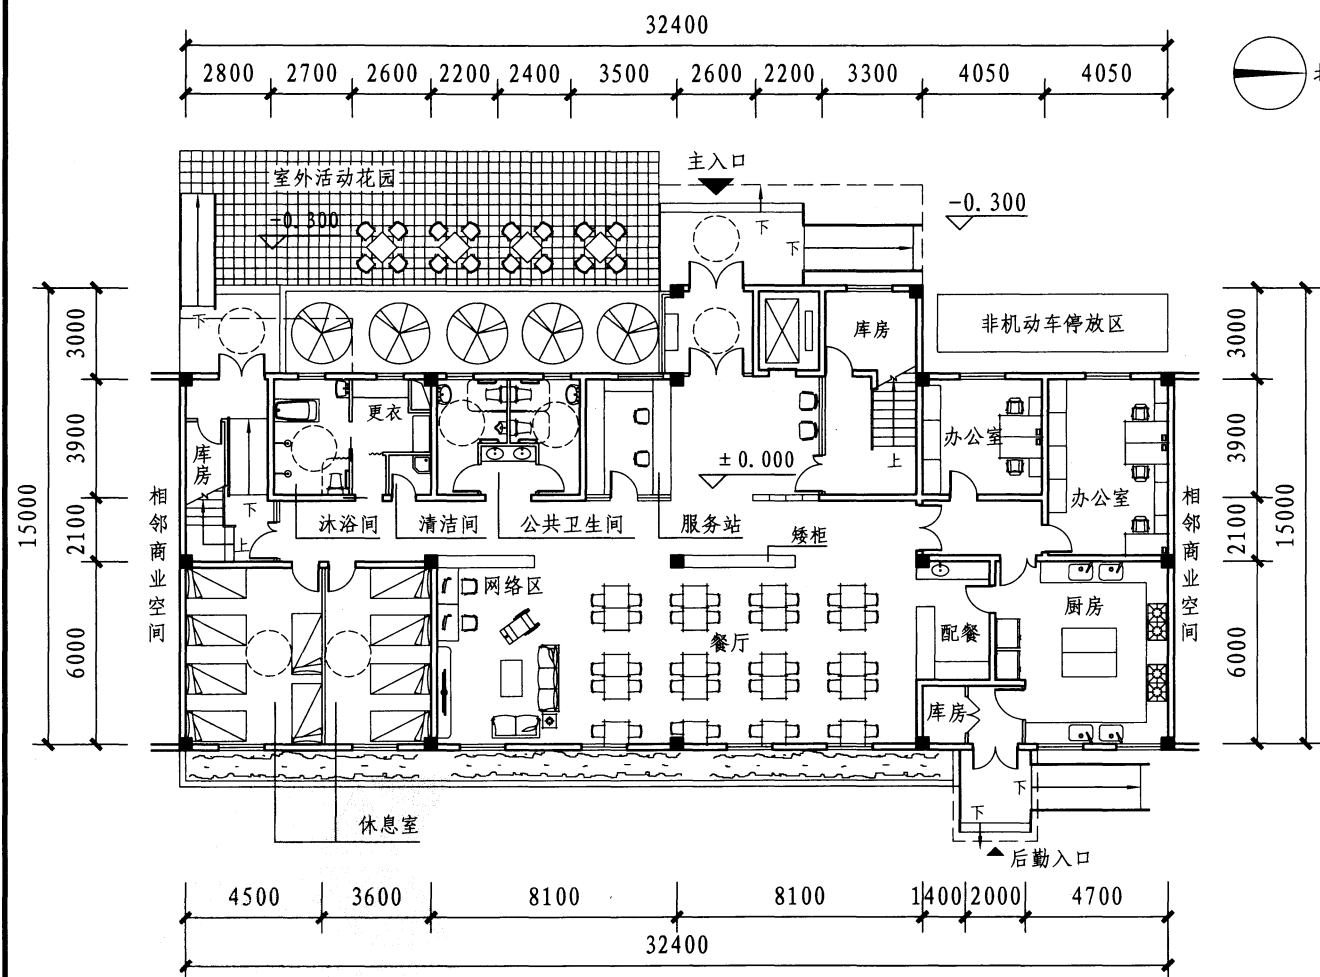 32400
2800 2700 2600 2200 2400 3500 2600 2200 3300 4050 4050
主入口
室外活动花园
-0.300
-0.300
下
下
下
3000
库房
非机动车停放区
3000
更衣
办公室
3900
库房
±0.000
3900
上
办公室
15000
相邻商业空间
下
上
2100
沐浴间
清洁间
公共卫生间
服务站
矮柜
2100
相邻商业空间
15000
网络区
厨房
6000
餐厅
配餐
6000
库房
下
下
休息室
后勤入口
4500 3600 8100 8100 1400 2000 4700
32400